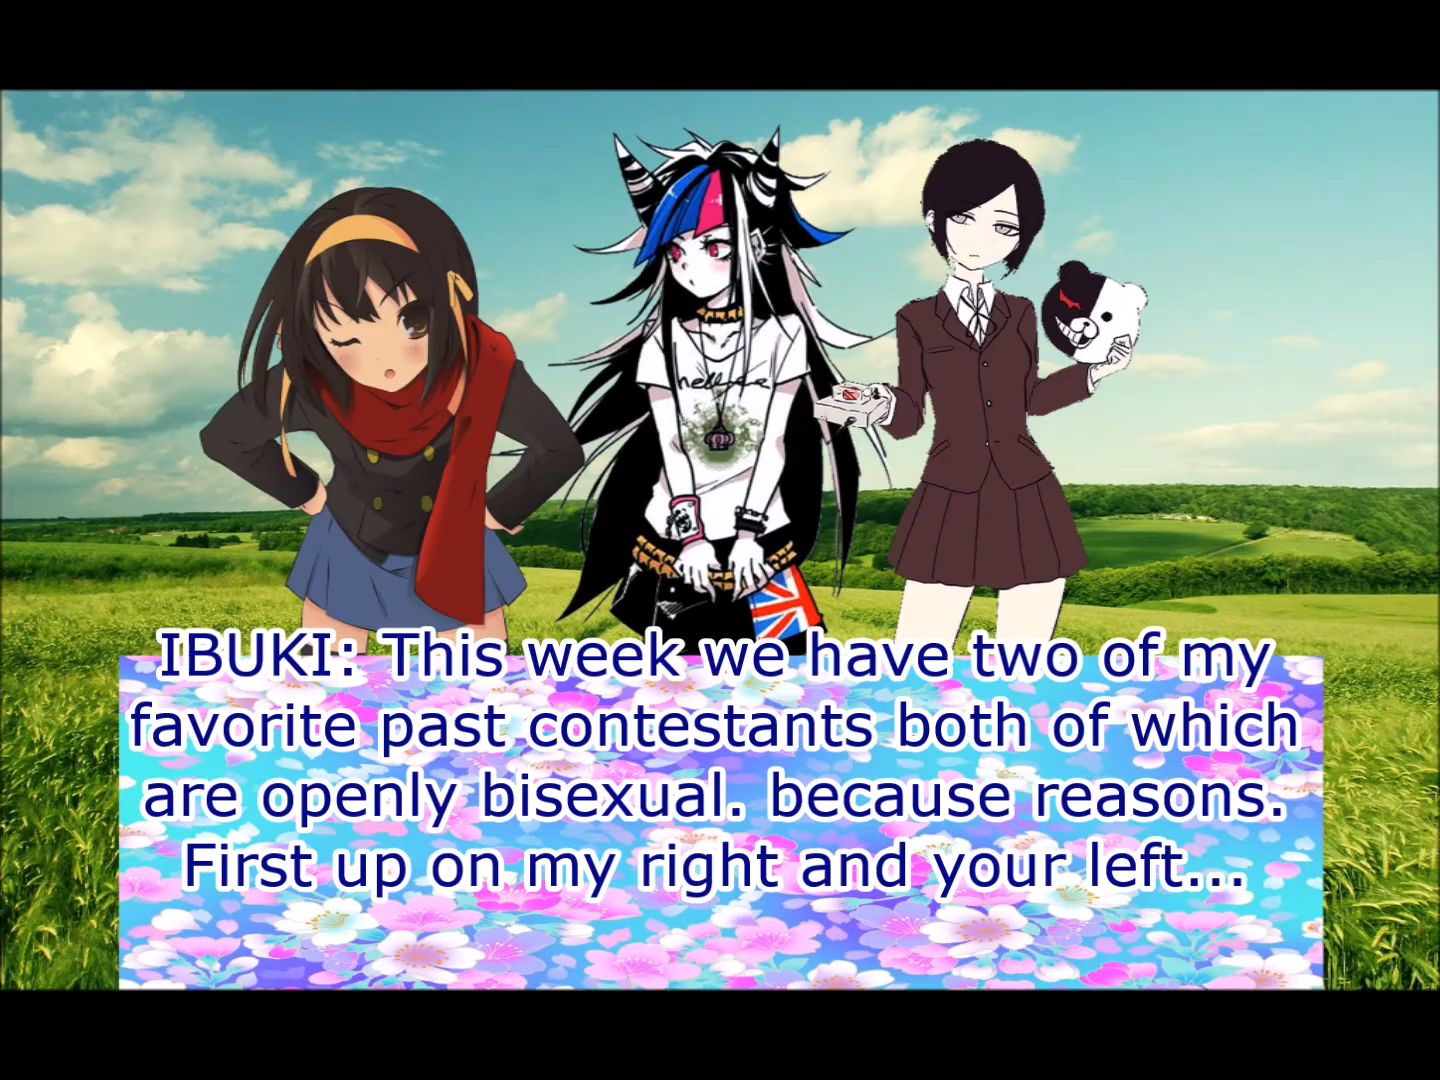 IBUKI: This week we have two of my
favorite past contestants both of which
are openly bisexual. because reasons.
First up on my right and your left...